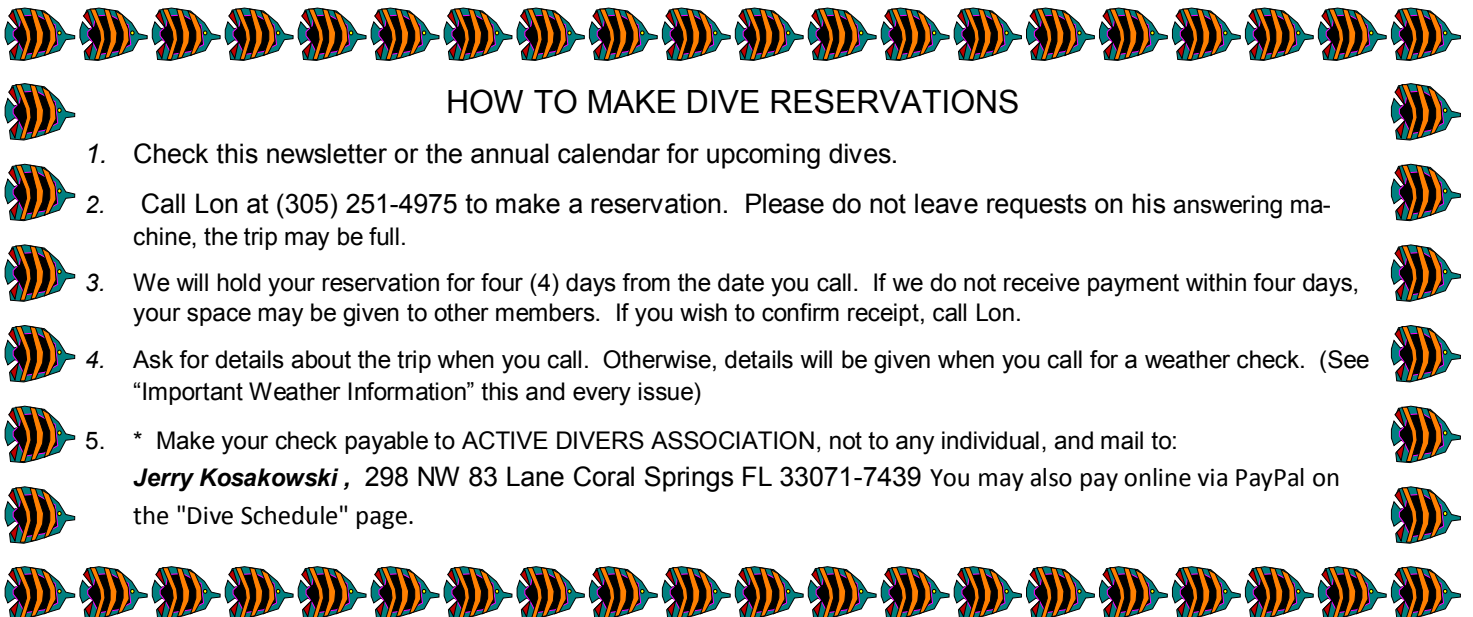 HOW TO MAKE DIVE RESERVATIONS
1. Check this newsletter or the annual calendar for upcoming dives.
2. Call Lon at (305) 251-4975 to make a reservation. Please do not leave requests on his answering ma-
chine, the trip may be full.
3. We will hold your reservation for four (4) days from the date you call. If we do not receive payment within four days,
your space may be given to other members. If you wish to confirm receipt, call Lon.
4. Ask for details about the trip when you call. Otherwise, details will be given when you call for a weather check. (See
“Important Weather Information” this and every issue)
5. * Make your check payable to ACTIVE DIVERS ASSOCIATION, not to any individual, and mail to:
Jerry Kosakowski , 298 NW 83 Lane Coral Springs FL 33071-7439 You may also pay online via PayPal on
the "Dive Schedule" page.